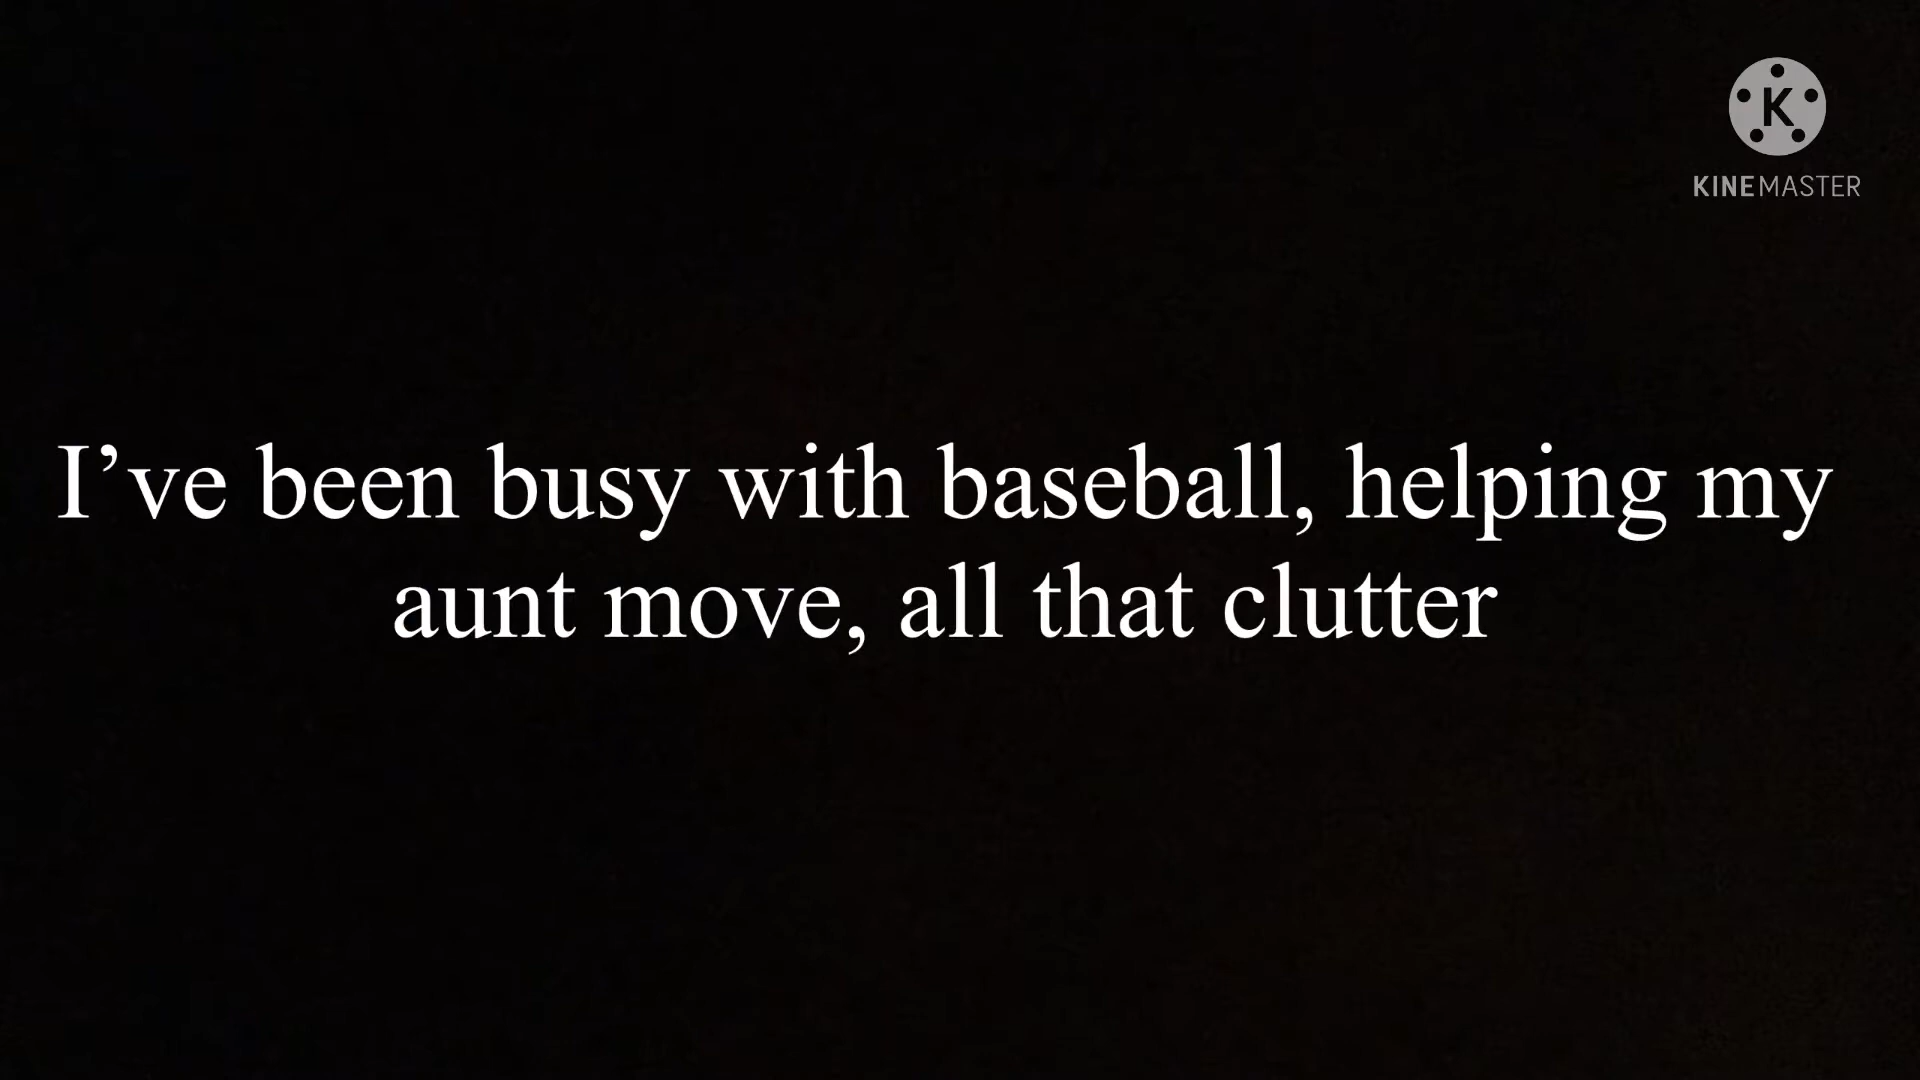 K
KINEMASTER
I’ve been busy with baseball, helping my
aunt move, all that clutter